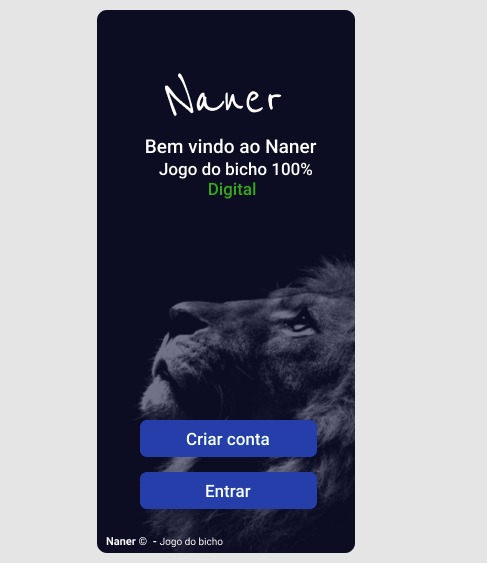 Naner
Bem vindo ao Naner
Jogo do bicho 100%
Digital
Criar conta
Entrar
Naner © - Jogo do bicho